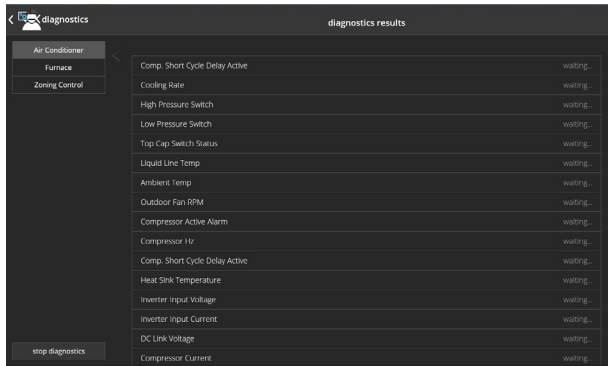 diagnostics
diagnostics results
Air Conditioner
Furnace
Zoning Control
Comp. Short Cycle Delay Active waiting...
Cooling Rate waiting...
High Pressure Switch waiting...
Low Pressure Switch waiting...
Top Cap Switch Status waiting...
Liquid Line Temp waiting...
Ambient Temp waiting...
Outdoor Fan RPM waiting...
Compressor Active Alarm waiting...
Compressor Hz waiting...
Comp. Short Cycle Delay Active waiting...
Heat Sink Temperature waiting...
Inverter Input Voltage waiting...
Inverter Input Current waiting...
DC Link Voltage waiting...
Compressor Current waiting...
stop diagnostics